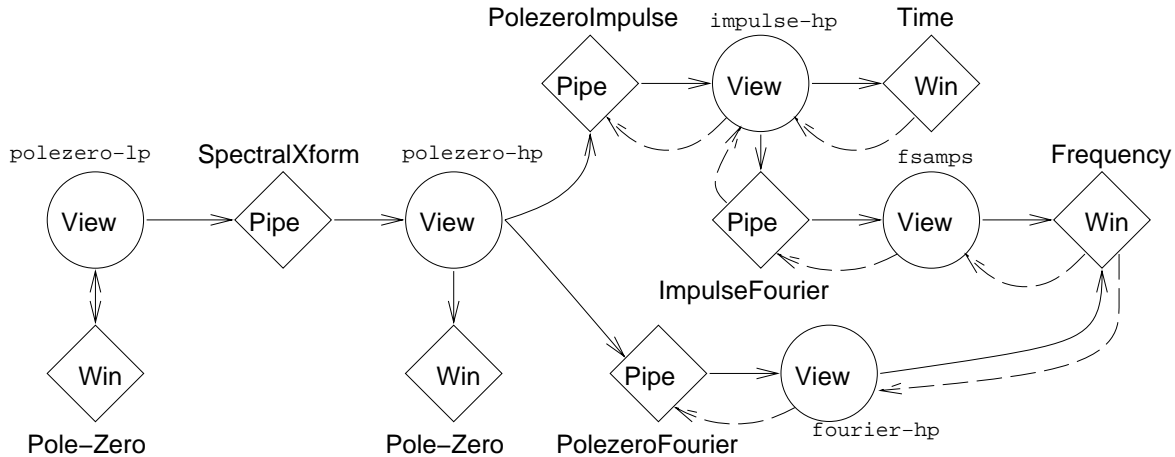 PolezeroImpulse
impulse-hp
Time
Pipe
View
Win
polezero-lp
SpectralXform
polezero-hp
fsamps
Frequency
View
Pipe
View
Pipe
View
Win
ImpulseFourier
Win
Win
Pipe
View
Pole−Zero
Pole−Zero
PolezeroFourier
fourier-hp